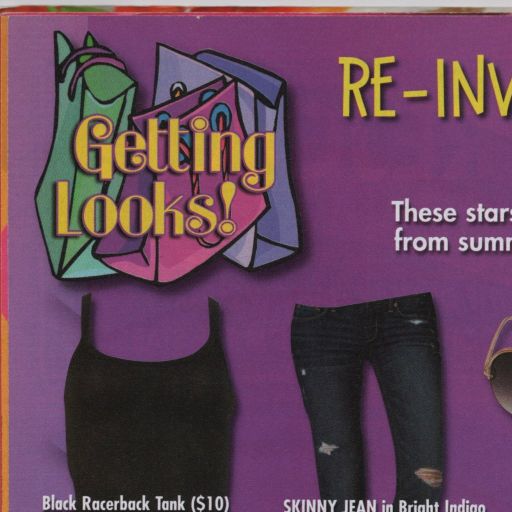 Getting
Looks!
RE-INV
These stars
from summ
Black Racerback Tank ($10)
SKINNY JEAN in Bright Indigo